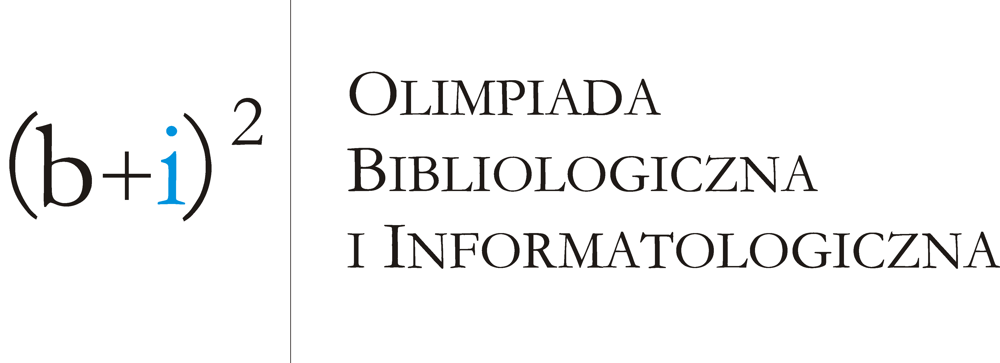 (b+i)²
OLIMPIADA
BIBLIOLOGICZNA
I INFORMATOLOGICZNA